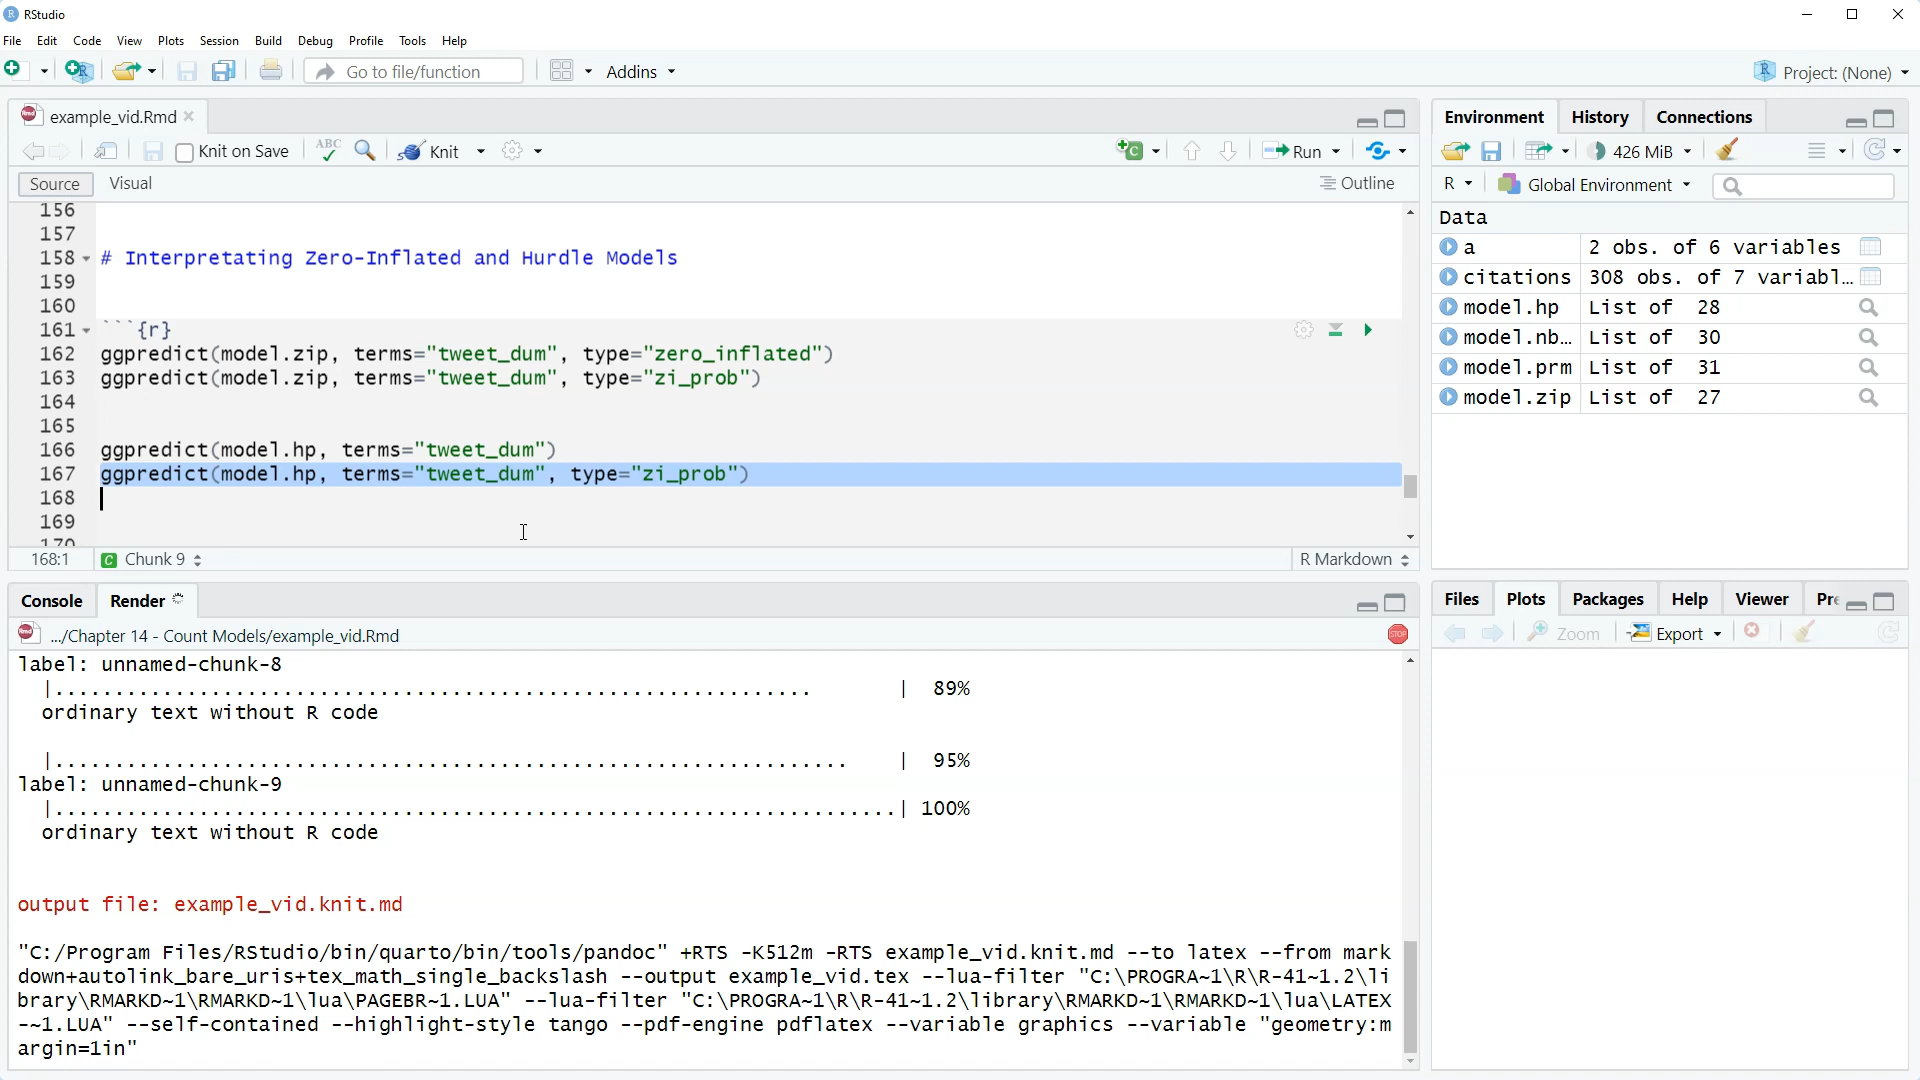 RStudio
File Edit Code View Plots Session Build Debug Profile Tools Help
Go to file/function Addins Project: (None)
example_vid.Rmd
Knit on Save ABC Knit Run
Source Visual Outline
156
157
158 # Interpretating Zero-Inflated and Hurdle Models
159
160
161 ```{r}
162 ggpredict(model.zip, terms="tweet_dum", type="zero_inflated")
163 ggpredict(model.zip, terms="tweet_dum", type="zi_prob")
164
165
166 ggpredict(model.hp, terms="tweet_dum")
167 ggpredict(model.hp, terms="tweet_dum", type="zi_prob")
168
169
170
168:1 C Chunk 9 R Markdown
Console Render
.../Chapter 14 - Count Models/example_vid.Rmd STOP
label: unnamed-chunk-8
|............................................................... | 89%
ordinary text without R code
|.................................................................. | 95%
label: unnamed-chunk-9
|......................................................................| 100%
ordinary text without R code
output file: example_vid.knit.md
"C:/Program Files/RStudio/bin/quarto/bin/tools/pandoc" +RTS -K512m -RTS example_vid.knit.md --to latex --from mark
down+autolink_bare_uris+tex_math_single_backslash --output example_vid.tex --lua-filter "C:\PROGRA~1\R\R-41~1.2\li
brary\RMARKD~1\RMARKD~1\lua\PAGEBR~1.LUA" --lua-filter "C:\PROGRA~1\R\R-41~1.2\library\RMARKD~1\RMARKD~1\lua\LATEX
-~1.LUA" --self-contained --highlight-style tango --pdf-engine pdflatex --variable graphics --variable "geometry:m
argin=1in"
Environment History Connections
426 MiB
R Global Environment
Data
a 2 obs. of 6 variables
citations 308 obs. of 7 variabl…
model.hp List of 28
model.nb… List of 30
model.prm List of 31
model.zip List of 27
Files Plots Packages Help Viewer Pre
Zoom Export